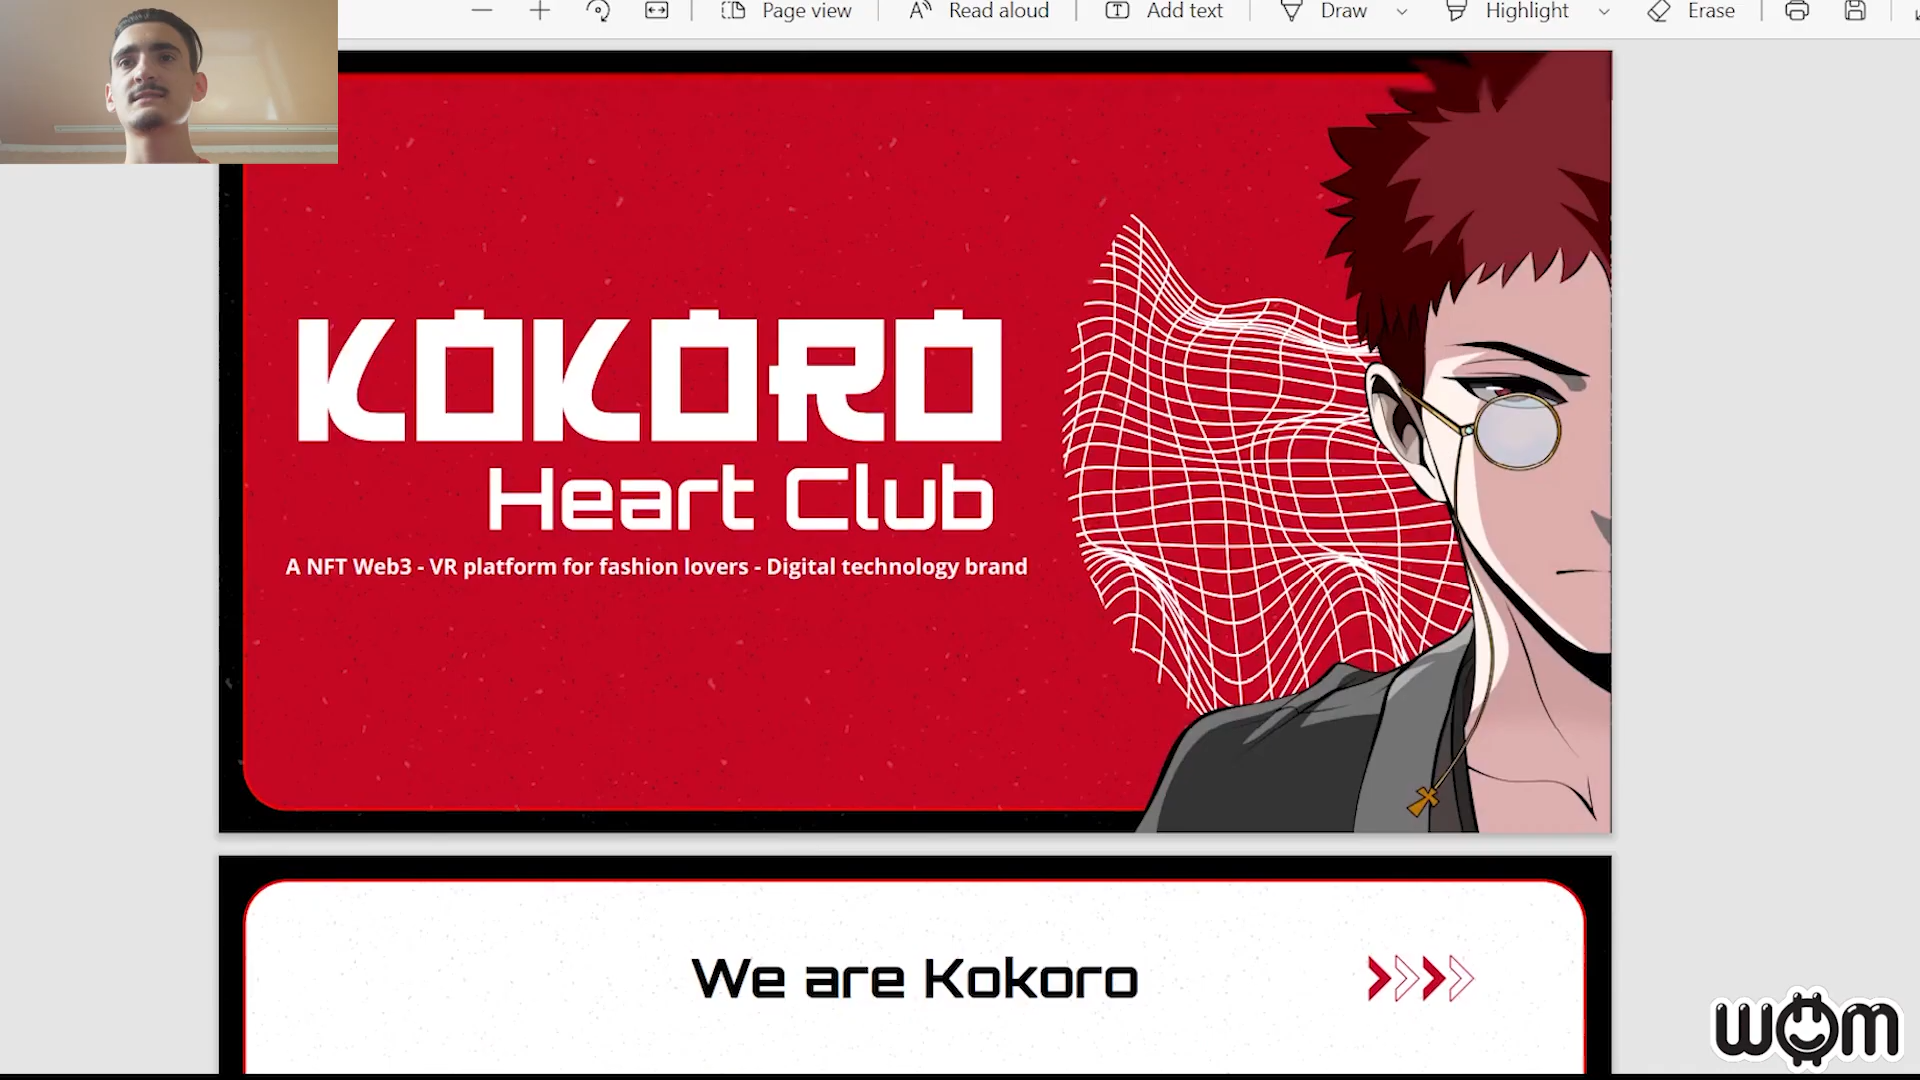 Page view
Read aloud
Add text
Draw
Highlight
Erase
KOKORO
Heart Club
A NFT Web3 - VR platform for fashion lovers - Digital technology brand
We are Kokoro
WOM